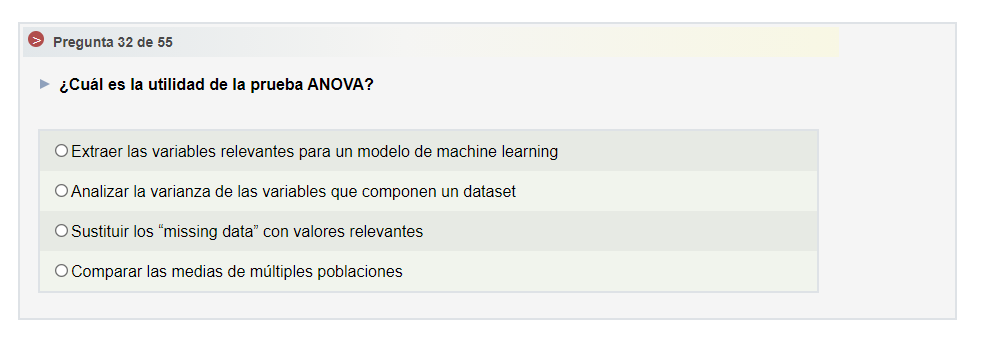 Pregunta 32 de 55
¿Cuál es la utilidad de la prueba ANOVA?
Extraer las variables relevantes para un modelo de machine learning
Analizar la varianza de las variables que componen un dataset
Sustituir los “missing data” con valores relevantes
Comparar las medias de múltiples poblaciones